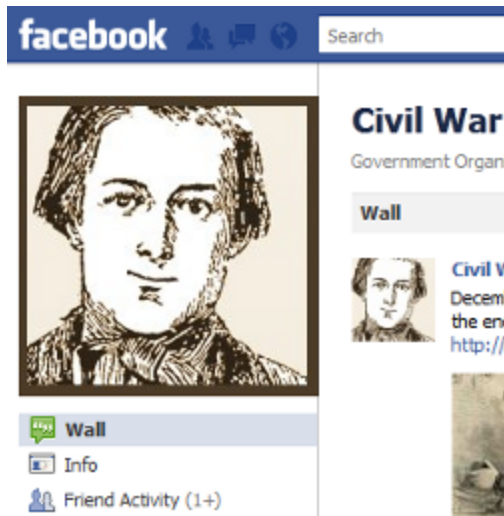 facebook
Search
Civil War
Government Organ
Wall
Civil W
Decem
the en
http://
Wall
Info
Friend Activity (1+)